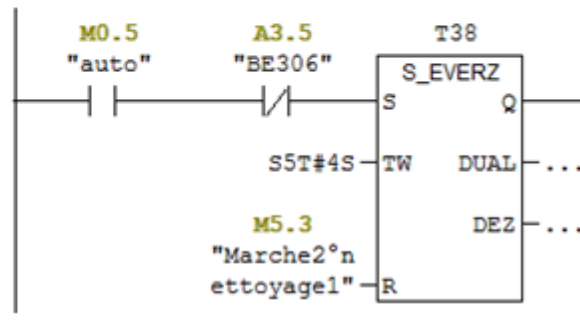 M0.5 A3.5 T38
"auto" "BE306" S_EVERZ
S Q
S5T#4S TW DUAL ...
M5.3 DEZ ...
"Marche2°n
ettoyage1" R